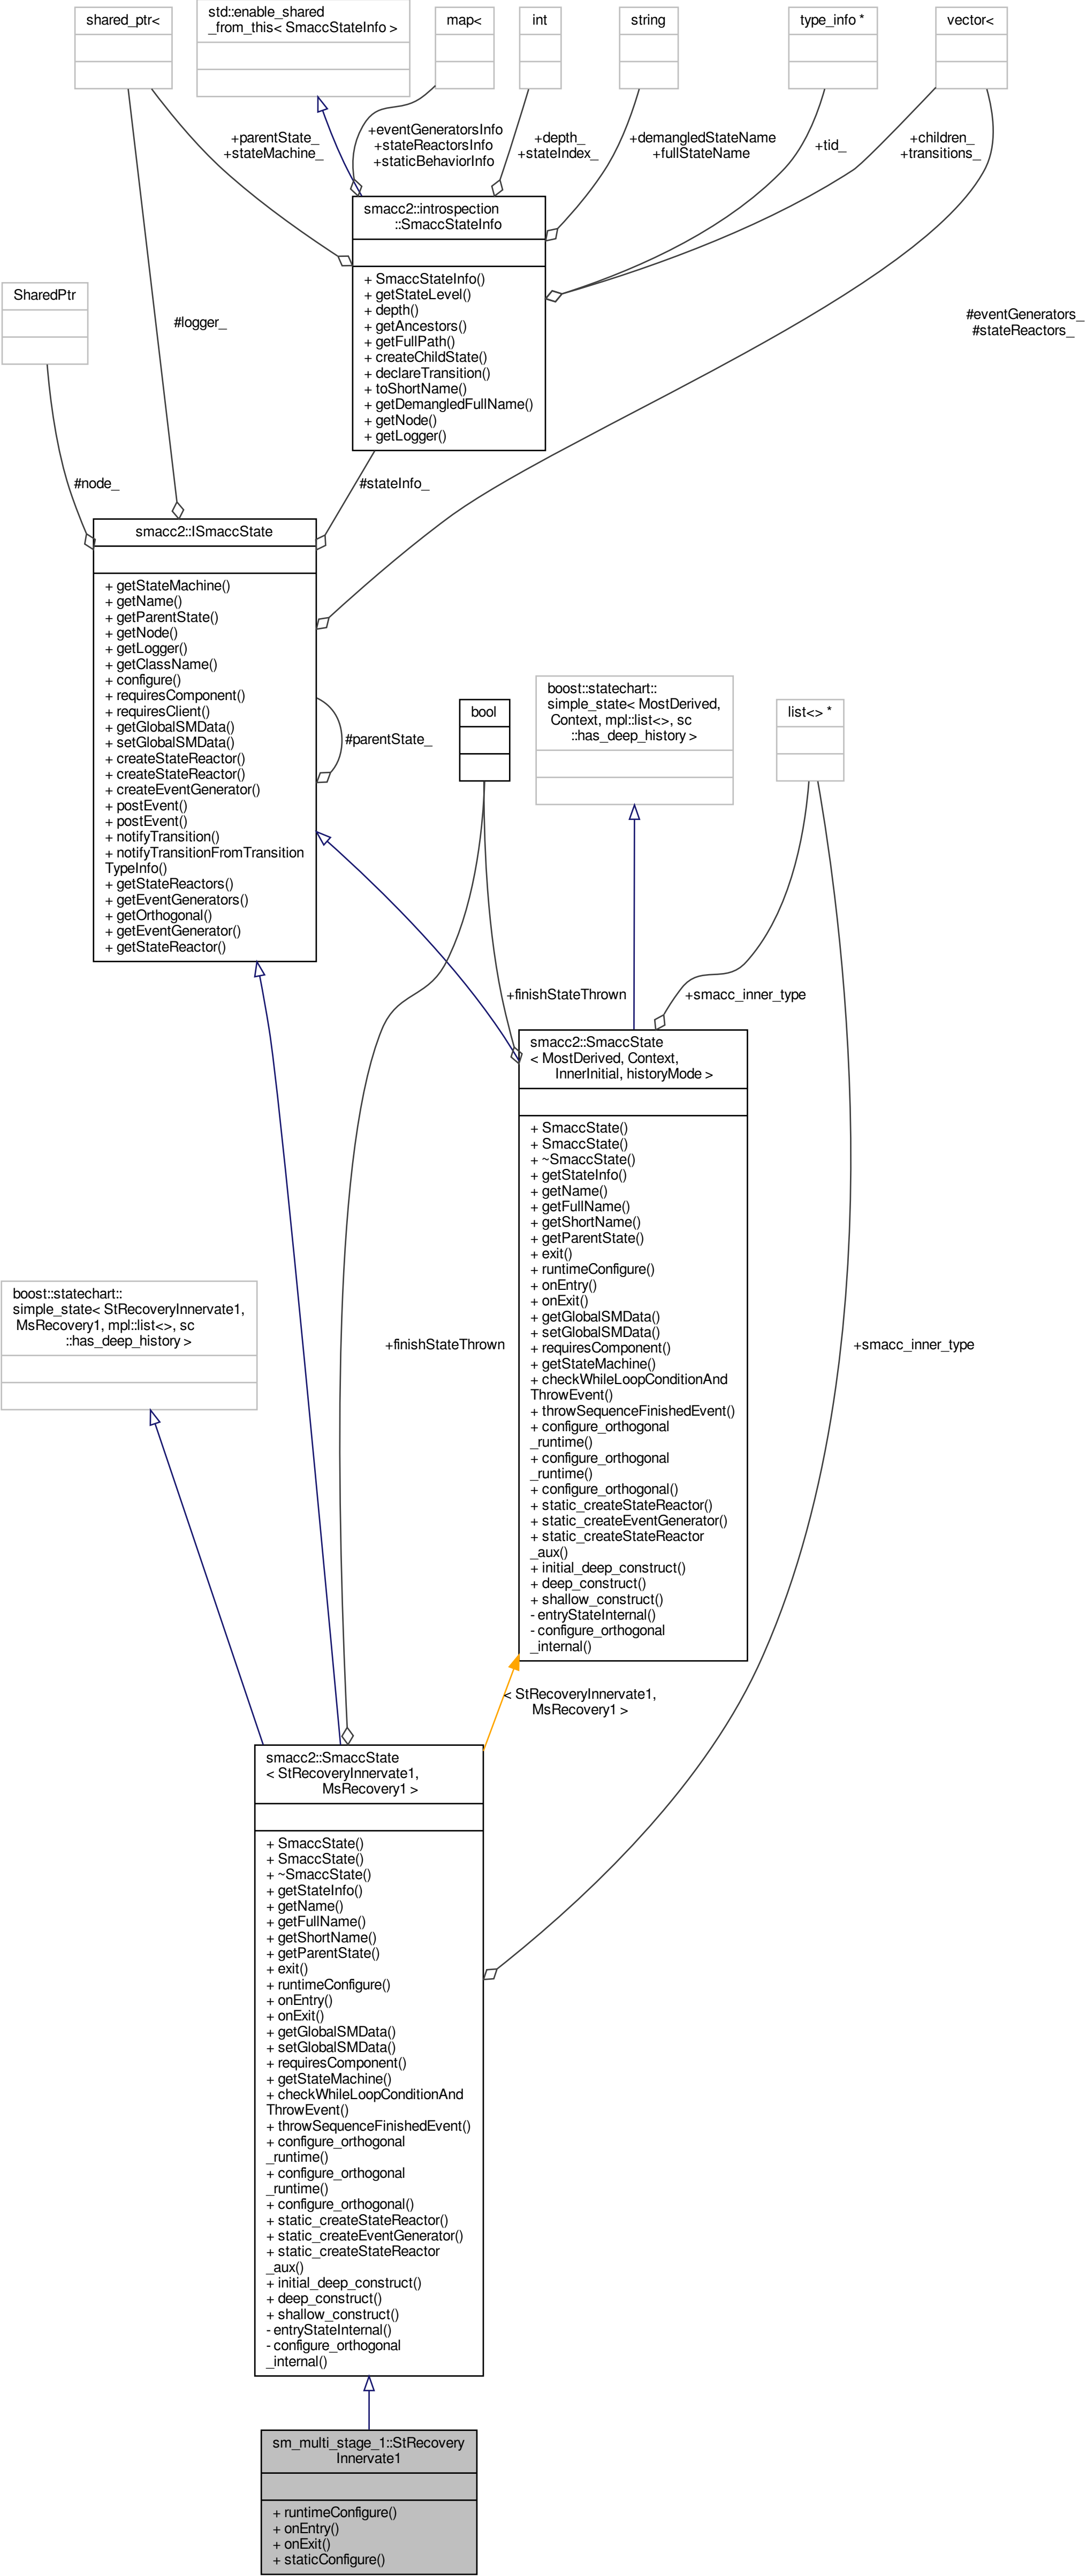 shared_ptr<
std::enable_shared
_from_this< SmaccStateInfo >
map<
int
string
type_info *
vector<
+parentState_
+stateMachine_
+eventGeneratorsInfo
+stateReactorsInfo
+staticBehaviorInfo
+depth_
+stateIndex_
+demangledStateName
+fullStateName
+tid_
+children_
+transitions_
smacc2::introspection
::SmaccStateInfo
+ SmaccStateInfo()
+ getStateLevel()
+ depth()
+ getAncestors()
+ getFullPath()
+ createChildState()
+ declareTransition()
+ toShortName()
+ getDemangledFullName()
+ getNode()
+ getLogger()
SharedPtr
#logger_
#eventGenerators_
#stateReactors_
#node_
#stateInfo_
smacc2::ISmaccState
+ getStateMachine()
+ getName()
+ getParentState()
+ getNode()
+ getLogger()
+ getClassName()
+ configure()
+ requiresComponent()
+ requiresClient()
+ getGlobalSMData()
+ setGlobalSMData()
+ createStateReactor()
+ createStateReactor()
+ createEventGenerator()
+ postEvent()
+ postEvent()
+ notifyTransition()
+ notifyTransitionFromTransition
TypeInfo()
+ getStateReactors()
+ getEventGenerators()
+ getOrthogonal()
+ getEventGenerator()
+ getStateReactor()
#parentState_
bool
boost::statechart::
simple_state< MostDerived,
Context, mpl::list<>, sc
::has_deep_history >
list<> *
+finishStateThrown
+smacc_inner_type
smacc2::SmaccState
< MostDerived, Context,
InnerInitial, historyMode >
+ SmaccState()
+ SmaccState()
+ ~SmaccState()
+ getStateInfo()
+ getName()
+ getFullName()
+ getShortName()
+ getParentState()
+ exit()
+ runtimeConfigure()
+ onEntry()
+ onExit()
+ getGlobalSMData()
+ setGlobalSMData()
+ requiresComponent()
+ getStateMachine()
+ checkWhileLoopConditionAnd
ThrowEvent()
+ throwSequenceFinishedEvent()
+ configure_orthogonal
_runtime()
+ configure_orthogonal
_runtime()
+ configure_orthogonal()
+ static_createStateReactor()
+ static_createEventGenerator()
+ static_createStateReactor
_aux()
+ initial_deep_construct()
+ deep_construct()
+ shallow_construct()
- entryStateInternal()
- configure_orthogonal
_internal()
boost::statechart::
simple_state< StRecoveryInnervate1,
MsRecovery1, mpl::list<>, sc
::has_deep_history >
+finishStateThrown
+smacc_inner_type
< StRecoveryInnervate1,
MsRecovery1 >
smacc2::SmaccState
< StRecoveryInnervate1,
MsRecovery1 >
+ SmaccState()
+ SmaccState()
+ ~SmaccState()
+ getStateInfo()
+ getName()
+ getFullName()
+ getShortName()
+ getParentState()
+ exit()
+ runtimeConfigure()
+ onEntry()
+ onExit()
+ getGlobalSMData()
+ setGlobalSMData()
+ requiresComponent()
+ getStateMachine()
+ checkWhileLoopConditionAnd
ThrowEvent()
+ throwSequenceFinishedEvent()
+ configure_orthogonal
_runtime()
+ configure_orthogonal
_runtime()
+ configure_orthogonal()
+ static_createStateReactor()
+ static_createEventGenerator()
+ static_createStateReactor
_aux()
+ initial_deep_construct()
+ deep_construct()
+ shallow_construct()
- entryStateInternal()
- configure_orthogonal
_internal()
sm_multi_stage_1::StRecovery
Innervate1
+ runtimeConfigure()
+ onEntry()
+ onExit()
+ staticConfigure()